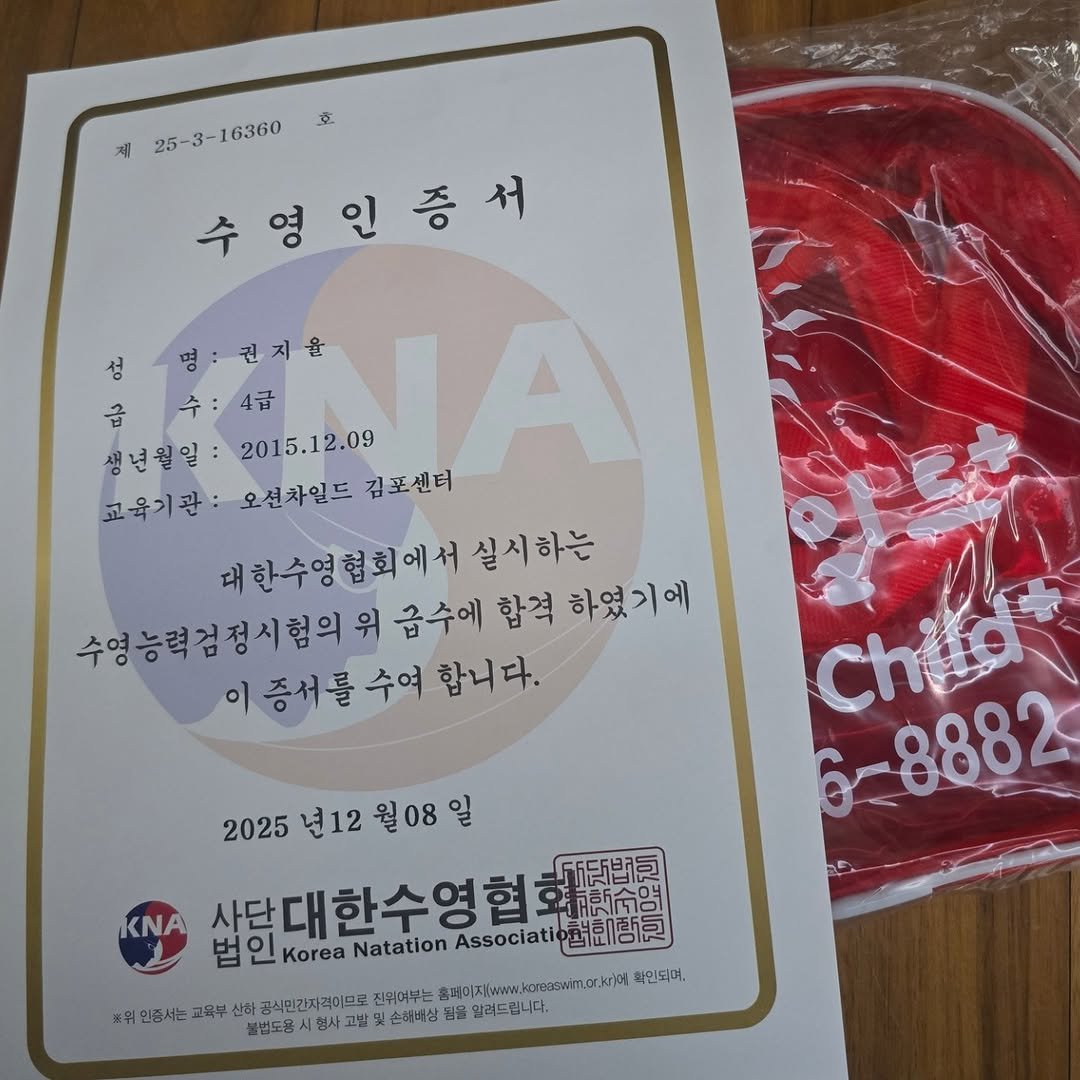 제 25-3-16360 호
수영인증서
KNA
성 명 : 권지율
급 수 : 4급
생년월일 : 2015.12.09
교육기관 : 오션차일드 김포센터
대한수영협회에서 실시하는
수영능력검정시험의 위 급수에 합격 하였기에
이 증서를 수여 합니다.
2025 년12 월08 일
KNA
사단
법인
대한수영협회
Korea Natation Association
※위 인증서는 교육부 산하 공식민간자격이므로 진위여부는 홈페이지(www.koreaswim.or.kr)에 확인되며,
불법도용 시 형사 고발 및 손해배상 됨을 알려드립니다.
일드+
Child+
6-8882